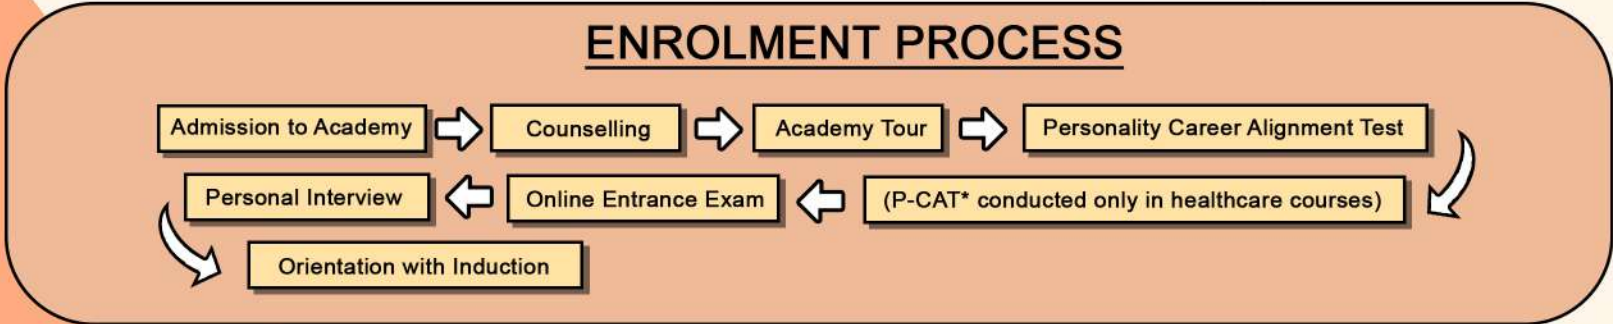 ENROLMENT PROCESS
Admission to Academy
Counselling
Academy Tour
Personality Career Alignment Test
(P-CAT* conducted only in healthcare courses)
Online Entrance Exam
Personal Interview
Orientation with Induction